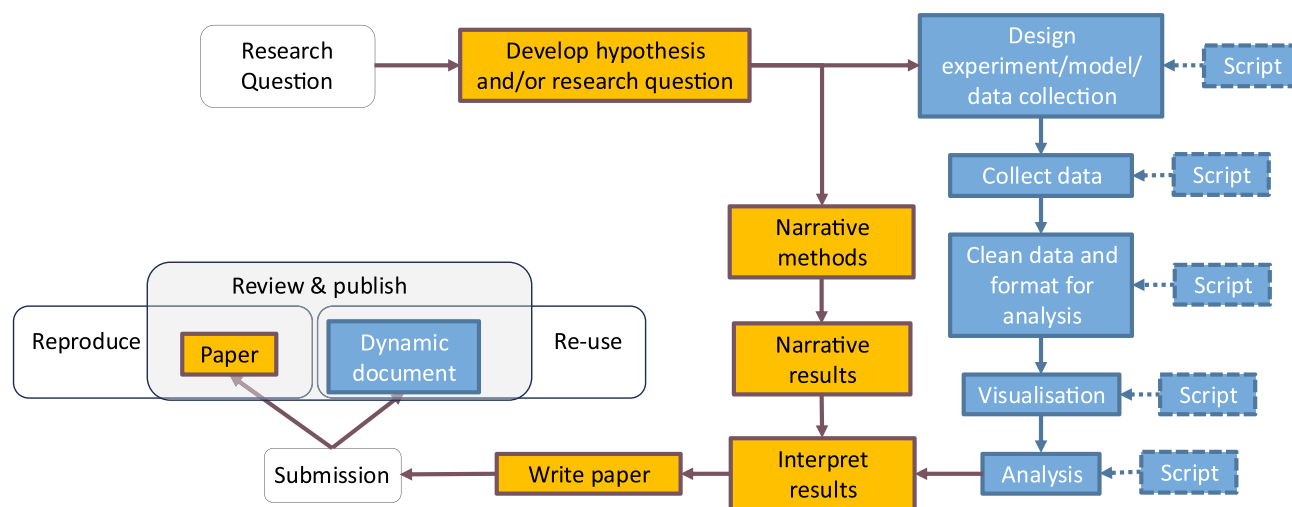 Research
Question
Develop hypothesis
and/or research question
Design
experiment/model/
data collection
Script
Collect data
Script
Narrative
methods
Clean data and
format for
analysis
Script
Review & publish
Reproduce
Paper
Dynamic
document
Re-use
Narrative
results
Visualisation
Script
Submission
Write paper
Interpret
results
Analysis
Script